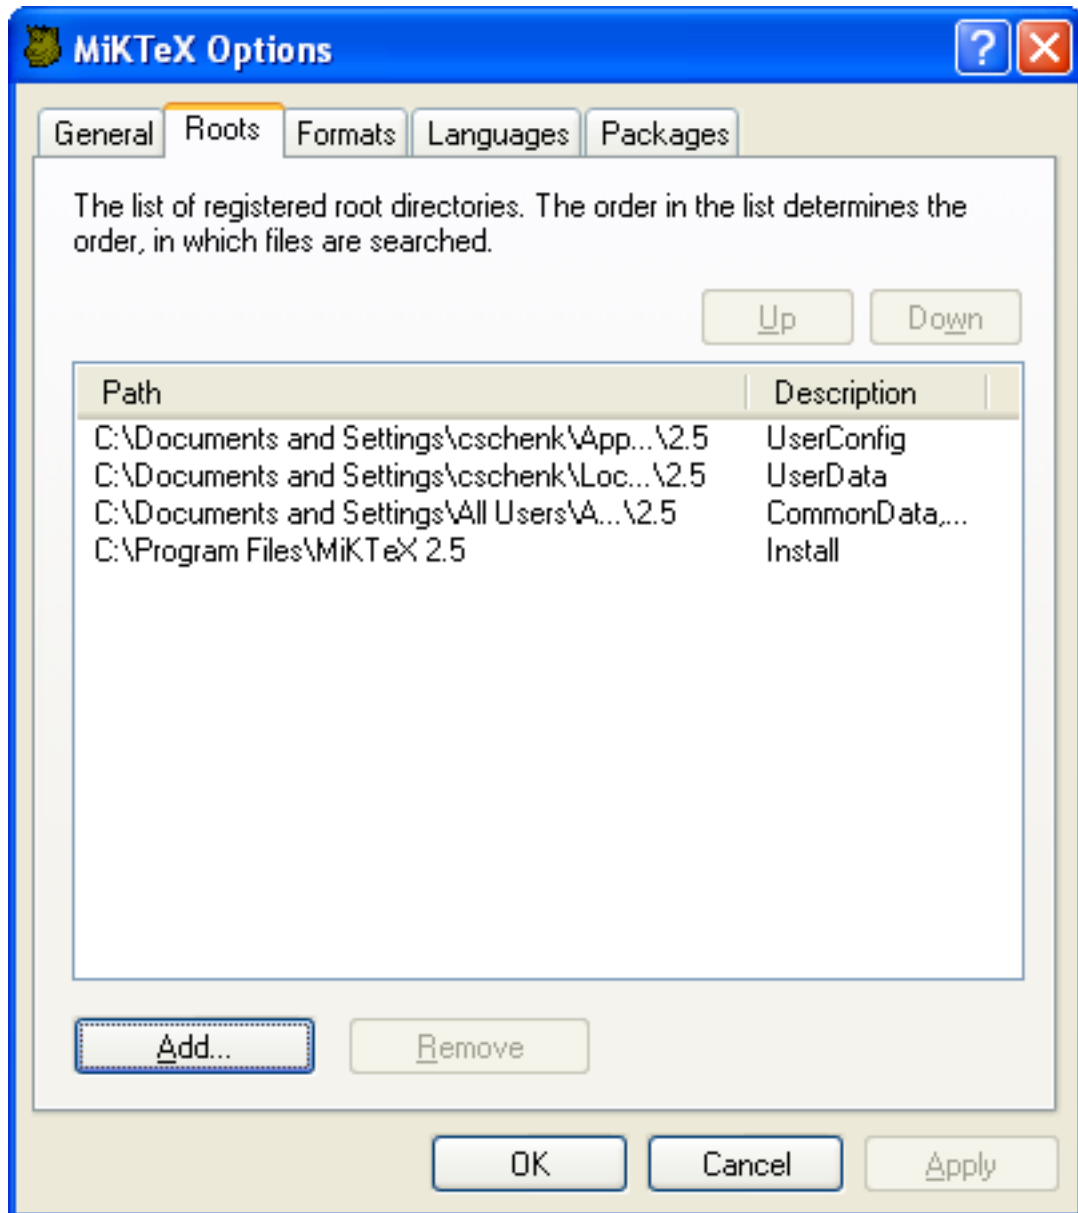 MiKTeX Options
General Roots Formats Languages Packages
The list of registered root directories. The order in the list determines the
order, in which files are searched.
Up Down
Path Description
C:\Documents and Settings\cschenk\App...\2.5 UserConfig
C:\Documents and Settings\cschenk\Loc...\2.5 UserData
C:\Documents and Settings\All Users\A...\2.5 CommonData,...
C:\Program Files\MiKTeX 2.5 Install
Add... Remove
OK Cancel Apply